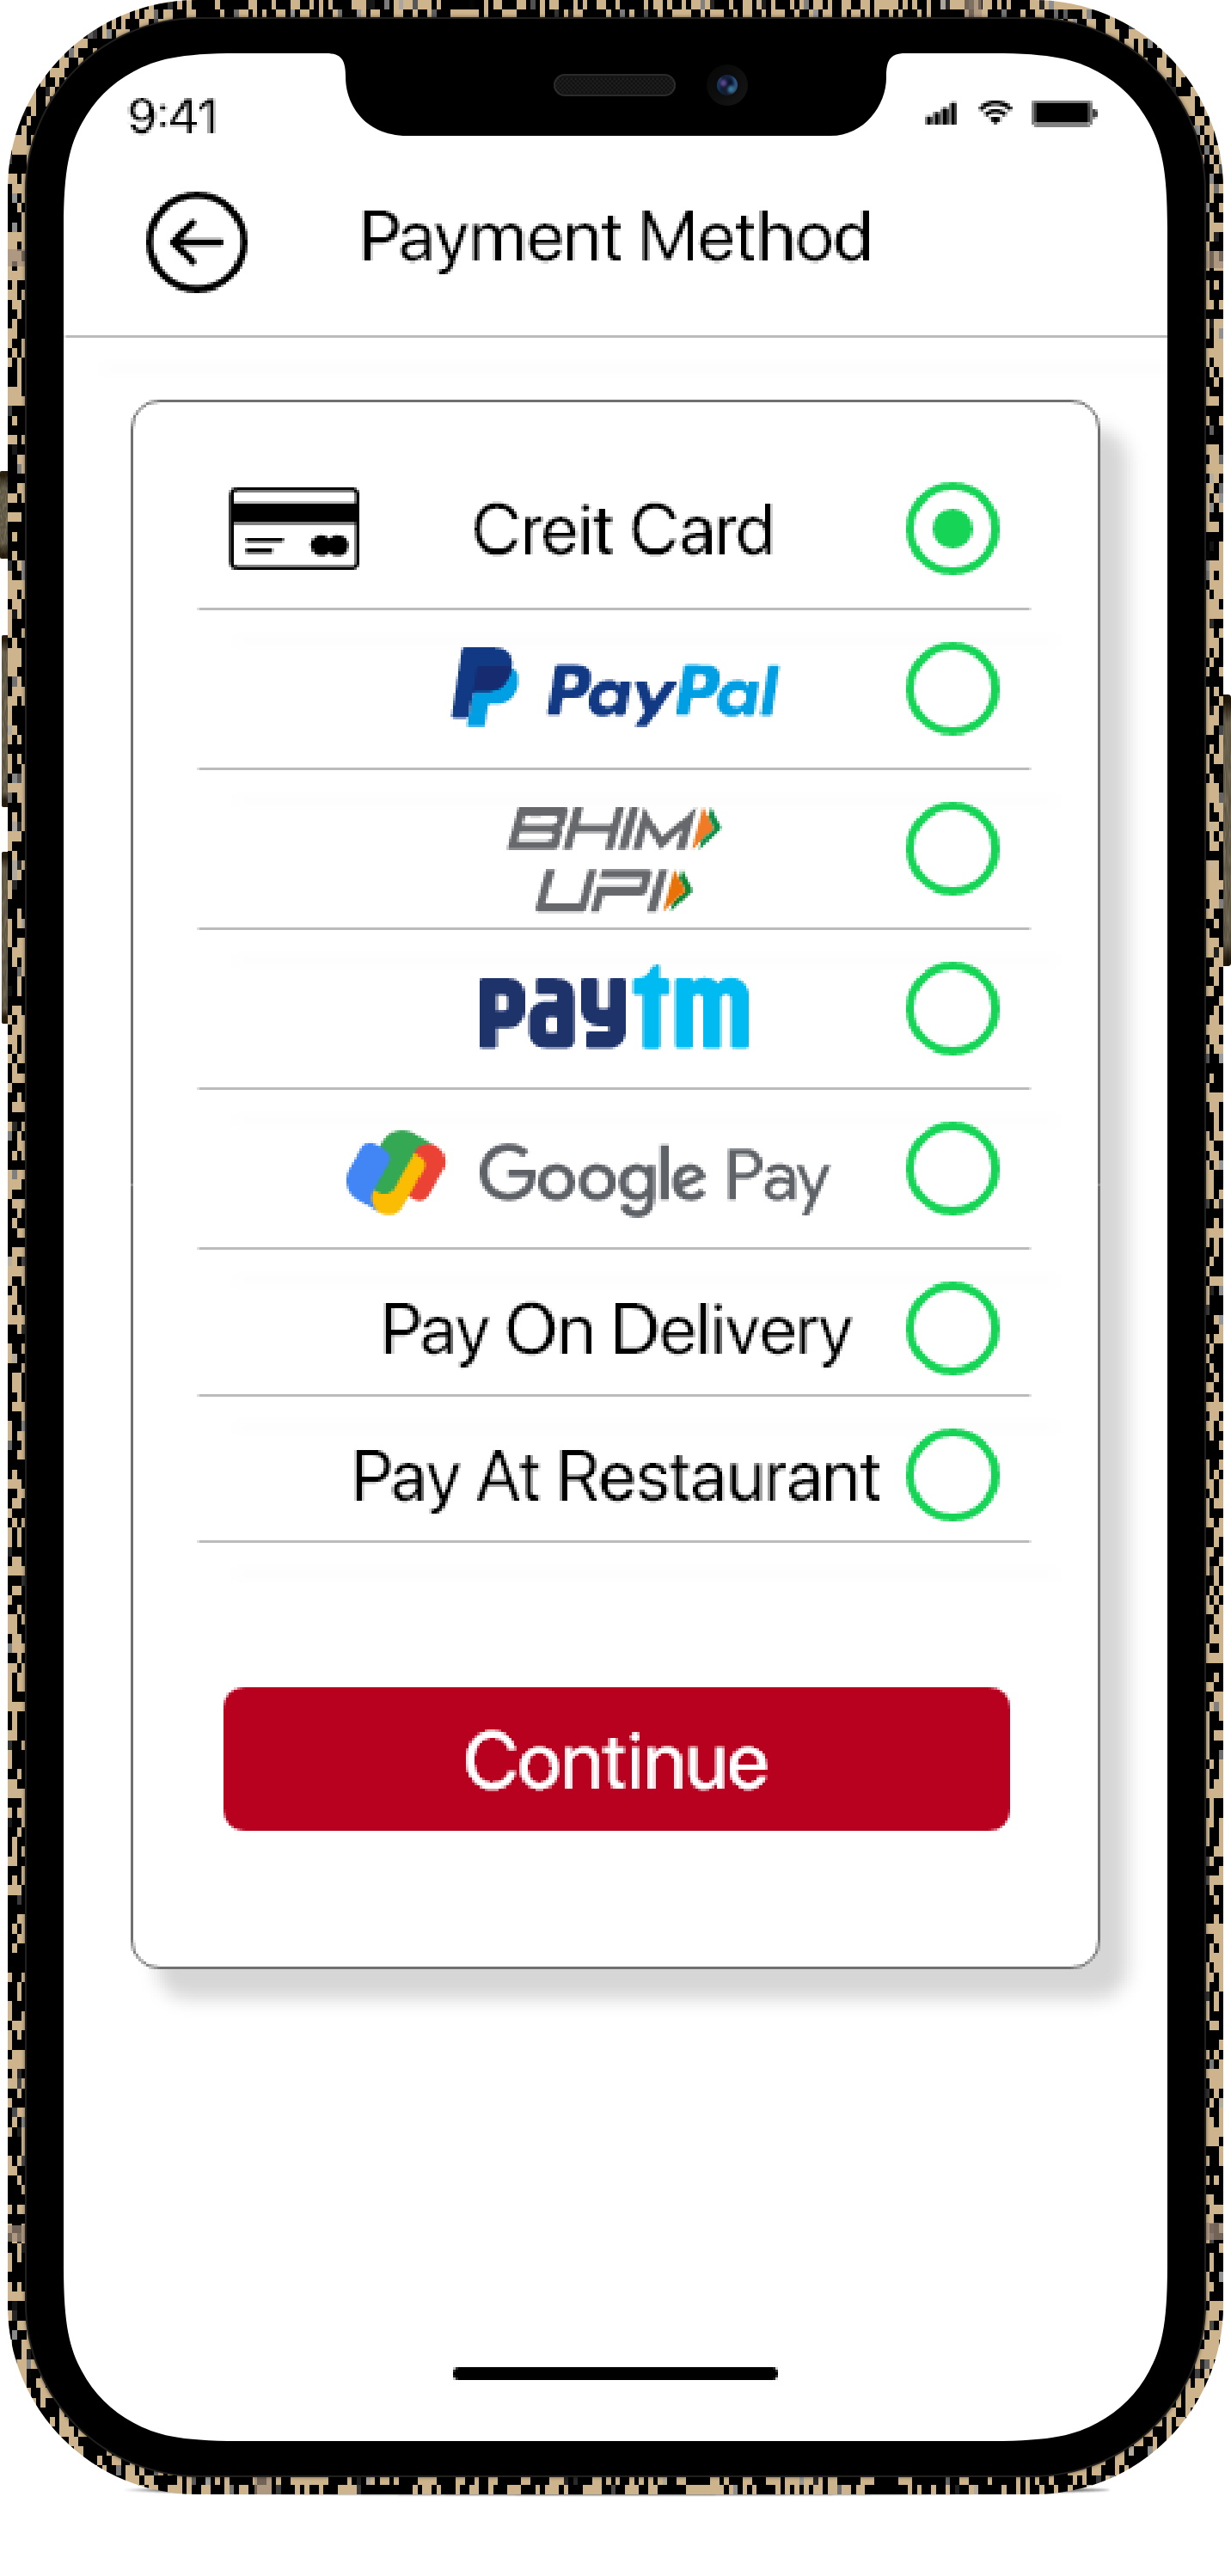 9:41
Payment Method
Creit Card
PayPal
BHIM
UPI
paytm
Google Pay
Pay On Delivery
Pay At Restaurant
Continue